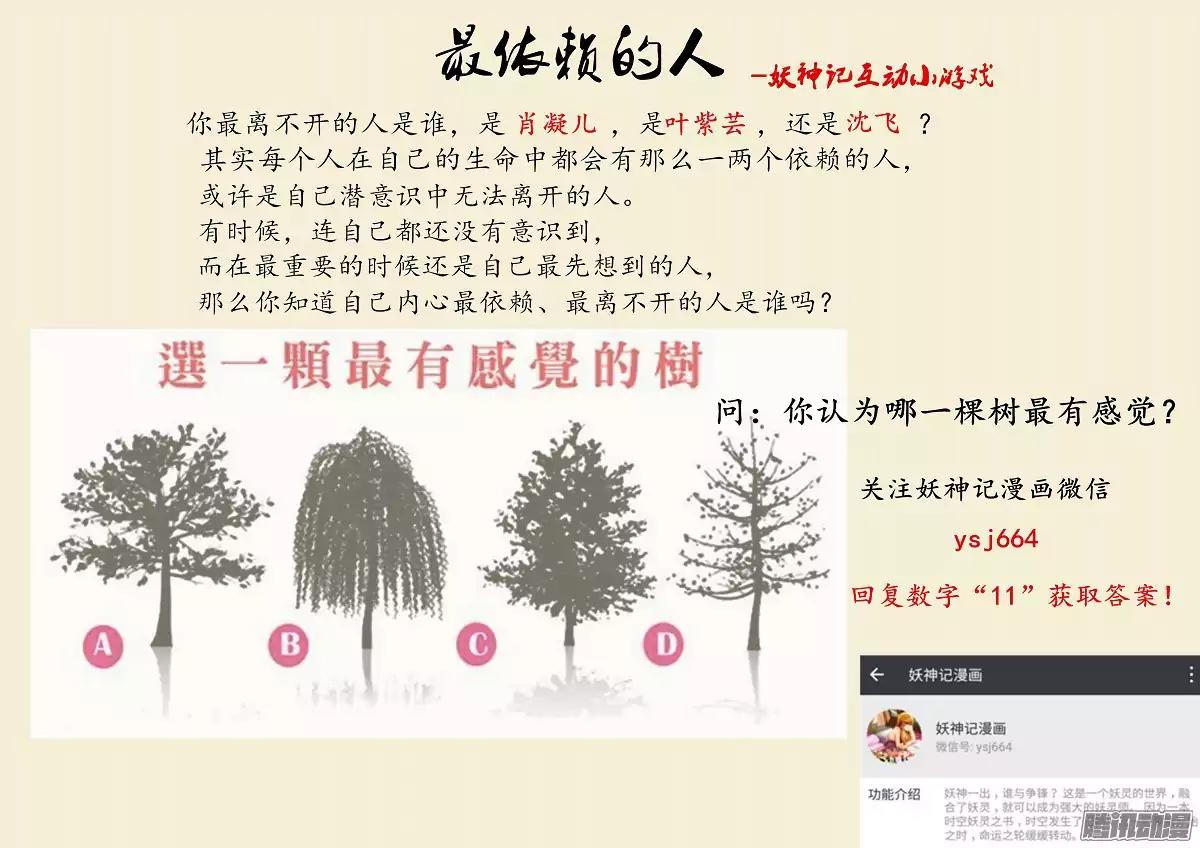 最依赖的人
-妖神记互动小游戏
你最离不开的人是谁，是 肖凝儿 ，是叶紫芸 ，还是沈飞 ？
其实每个人在自己的生命中都会有那么一两个依赖的人，
或许是自己潜意识中无法离开的人。
有时候，连自己都还没有意识到，
而在最重要的时候还是自己最先想到的人，
那么你知道自己内心最依赖、最离不开的人是谁吗？
選一顆最有感覺的樹
问：你认为哪一棵树最有感觉？
A B C D
关注妖神记漫画微信
ysj664
回复数字“11”获取答案！
妖神记漫画
妖神记漫画
微信号: ysj664
功能介绍
妖神一出，谁与争锋？ 这是一个妖灵的世界，融
合了妖灵，就可以成为强大的妖灵师。 因为一本
时空妖灵之书，时空发生了
之时，命运之轮缓缓转动。
腾讯动漫